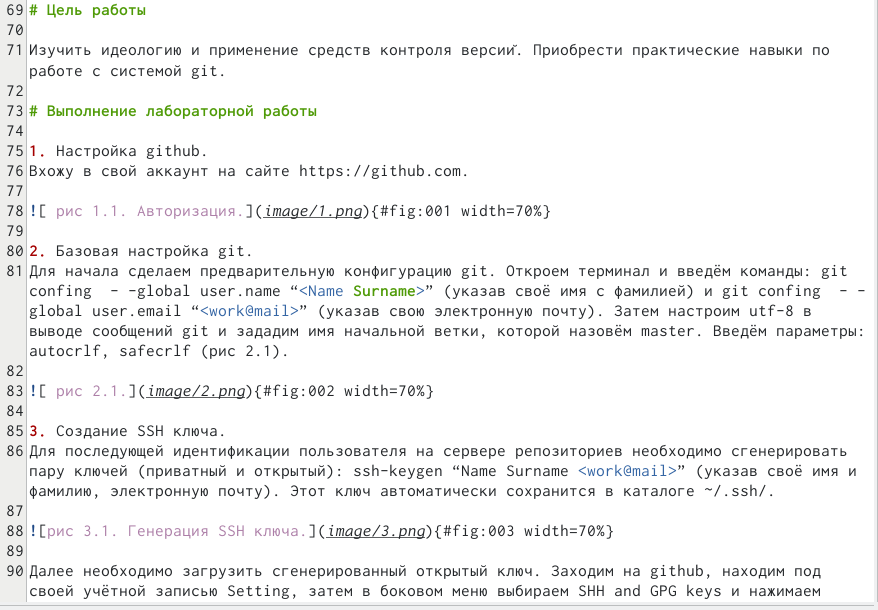 69 # Цель работы
70
71 Изучить идеологию и применение средств контроля версий. Приобрести практические навыки по
работе с системой git.
72
73 # Выполнение лабораторной работы
74
75 1. Настройка github.
76 Вхожу в свой аккаунт на сайте https://github.com.
77
78 ![ рис 1.1. Авторизация.](image/1.png){#fig:001 width=70%}
79
80 2. Базовая настройка git.
81 Для начала сделаем предварительную конфигурацию git. Откроем терминал и введём команды: git
confing  - -global user.name “<Name Surname>” (указав своё имя с фамилией) и git confing  - -
global user.email “<work@mail>” (указав свою электронную почту). Затем настроим utf-8 в
выводе сообщений git и зададим имя начальной ветки, которой назовём master. Введём параметры:
autocrlf, safecrlf (рис 2.1).
82
83 ![ рис 2.1.](image/2.png){#fig:002 width=70%}
84
85 3. Создание SSH ключа.
86 Для последующей идентификации пользователя на сервере репозиториев необходимо сгенерировать
пару ключей (приватный и открытый): ssh-keygen “Name Surname <work@mail>” (указав своё имя и
фамилию, электронную почту). Этот ключ автоматически сохранится в каталоге ~/.ssh/.
87
88 ![рис 3.1. Генерация SSH ключа.](image/3.png){#fig:003 width=70%}
89
90 Далее необходимо загрузить сгенерированный открытый ключ. Заходим на github, находим под
своей учётной записью Setting, затем в боковом меню выбираем SHH and GPG keys и нажимаем